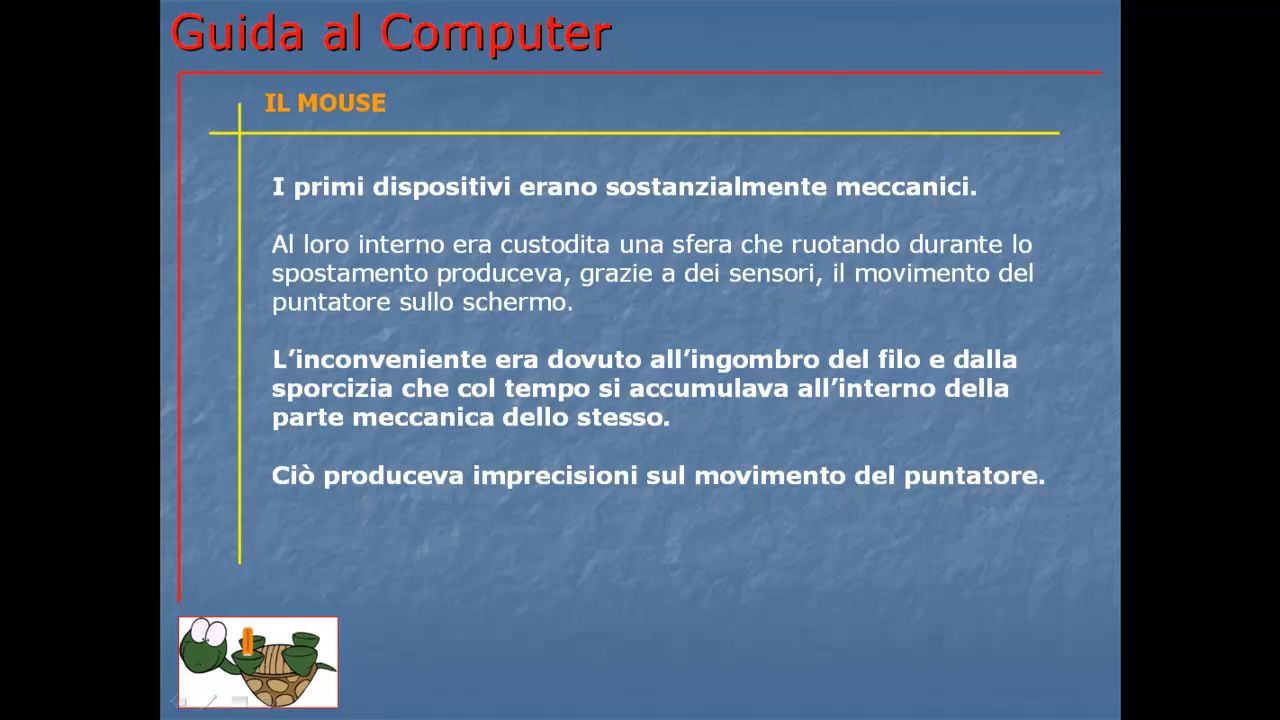 Guida al Computer
IL MOUSE
I primi dispositivi erano sostanzialmente meccanici.
Al loro interno era custodita una sfera che ruotando durante lo
spostamento produceva, grazie a dei sensori, il movimento del
puntatore sullo schermo.
L’inconveniente era dovuto all’ingombro del filo e dalla
sporcizia che col tempo si accumulava all’interno della
parte meccanica dello stesso.
Ciò produceva imprecisioni sul movimento del puntatore.